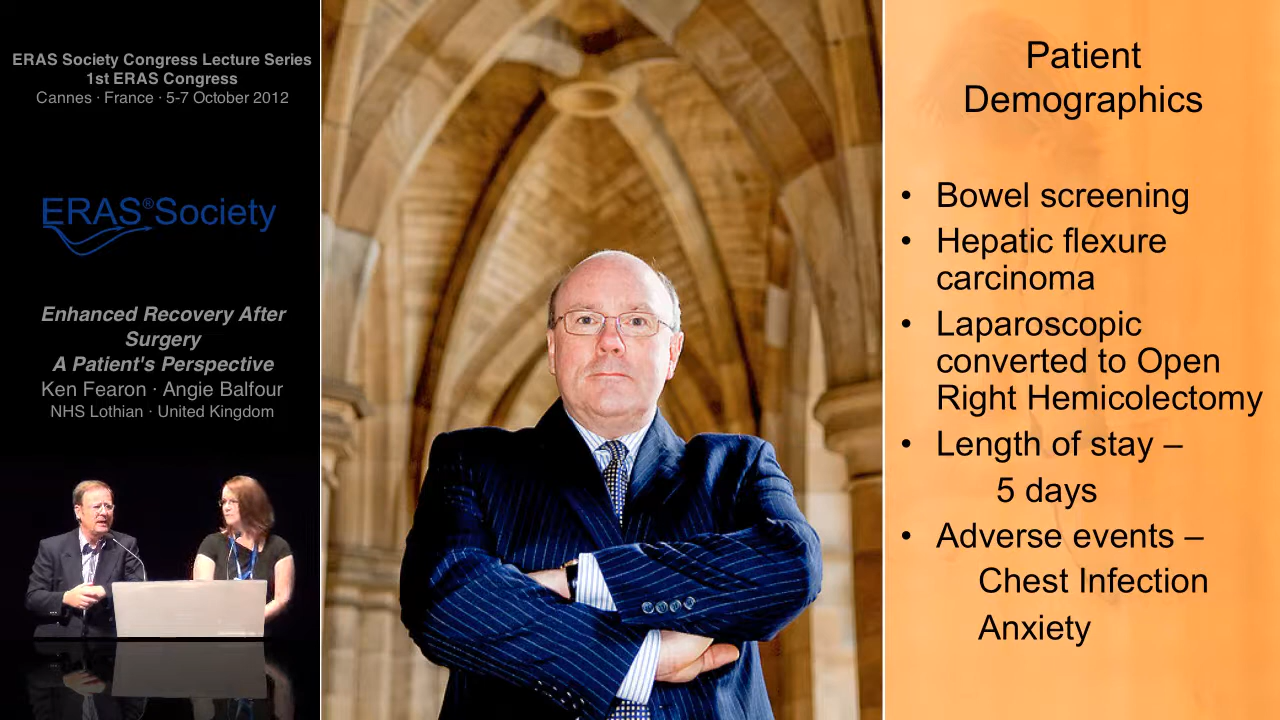 ERAS Society Congress Lecture Series
1st ERAS Congress
Cannes · France · 5-7 October 2012
ERAS®Society
Enhanced Recovery After
Surgery
A Patient's Perspective
Ken Fearon · Angie Balfour
NHS Lothian · United Kingdom
Patient
Demographics
• Bowel screening
• Hepatic flexure
carcinoma
• Laparoscopic
converted to Open
Right Hemicolectomy
• Length of stay –
5 days
• Adverse events –
Chest Infection
Anxiety